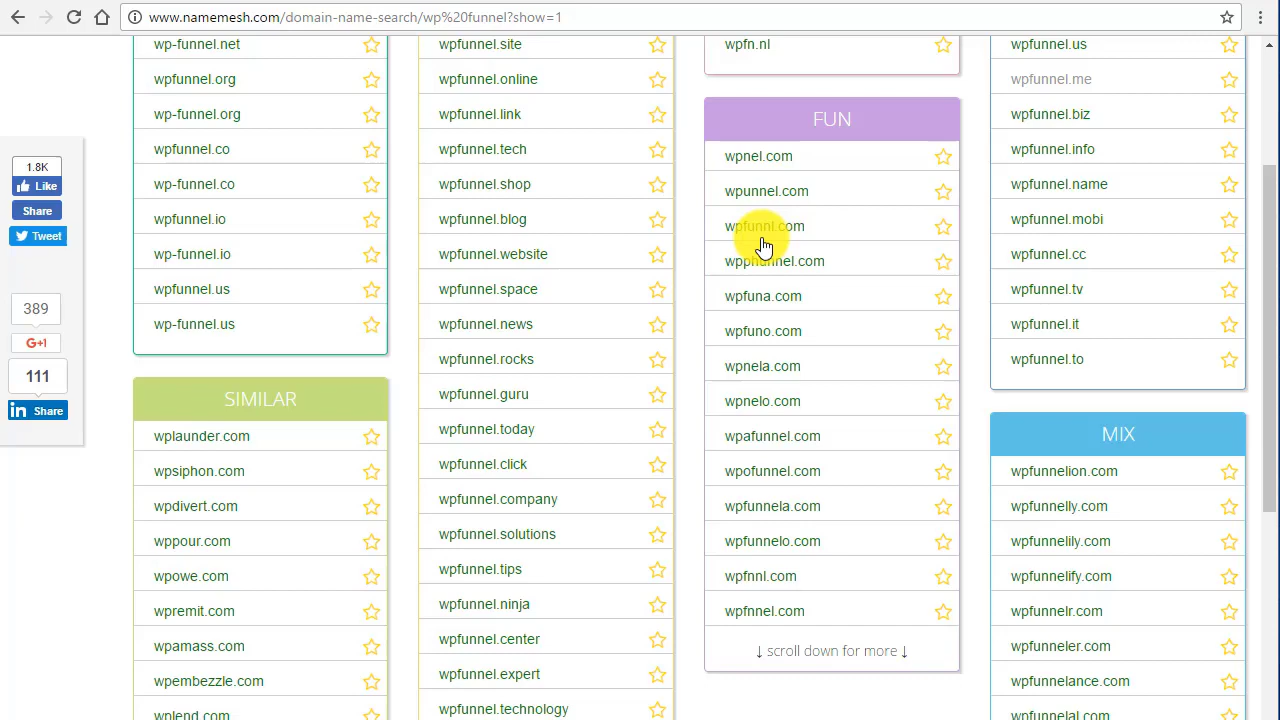 www.namemesh.com/domain-name-search/wp%20funnel?show=1
1.8K
Like
Share
Tweet
389
G+1
111
in Share
wp-funnel.net
wpfunnel.org
wp-funnel.org
wpfunnel.co
wp-funnel.co
wpfunnel.io
wp-funnel.io
wpfunnel.us
wp-funnel.us
SIMILAR
wplaunder.com
wpsiphon.com
wpdivert.com
wppour.com
wpowe.com
wpremit.com
wpamass.com
wpembezzle.com
wplend.com
wpfunnel.site
wpfunnel.online
wpfunnel.link
wpfunnel.tech
wpfunnel.shop
wpfunnel.blog
wpfunnel.website
wpfunnel.space
wpfunnel.news
wpfunnel.rocks
wpfunnel.guru
wpfunnel.today
wpfunnel.click
wpfunnel.company
wpfunnel.solutions
wpfunnel.tips
wpfunnel.ninja
wpfunnel.center
wpfunnel.expert
wpfunnel.technology
wpfn.nl
FUN
wpnel.com
wpunnel.com
wpfunnl.com
wpphunnel.com
wpfuna.com
wpfuno.com
wpnela.com
wpnelo.com
wpafunnel.com
wpofunnel.com
wpfunnela.com
wpfunnelo.com
wpfnnl.com
wpfnnel.com
↓ scroll down for more ↓
wpfunnel.us
wpfunnel.me
wpfunnel.biz
wpfunnel.info
wpfunnel.name
wpfunnel.mobi
wpfunnel.cc
wpfunnel.tv
wpfunnel.it
wpfunnel.to
MIX
wpfunnelion.com
wpfunnelly.com
wpfunnelily.com
wpfunnelify.com
wpfunnelr.com
wpfunneler.com
wpfunnelance.com
wpfunnelal.com